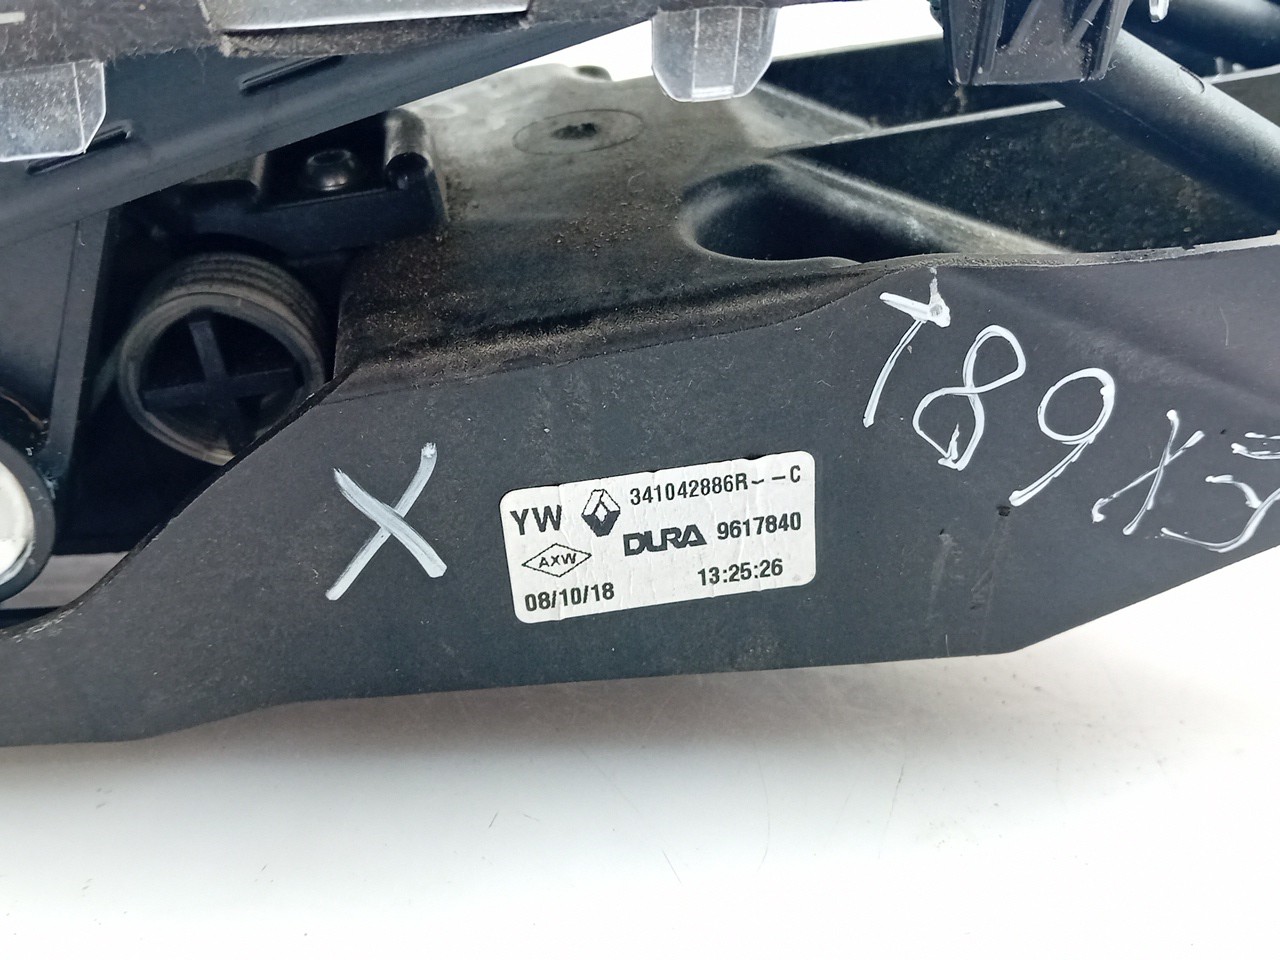 YW 341042886R--C
DURA 9617840
AXW
08/10/18 13:25:26
X